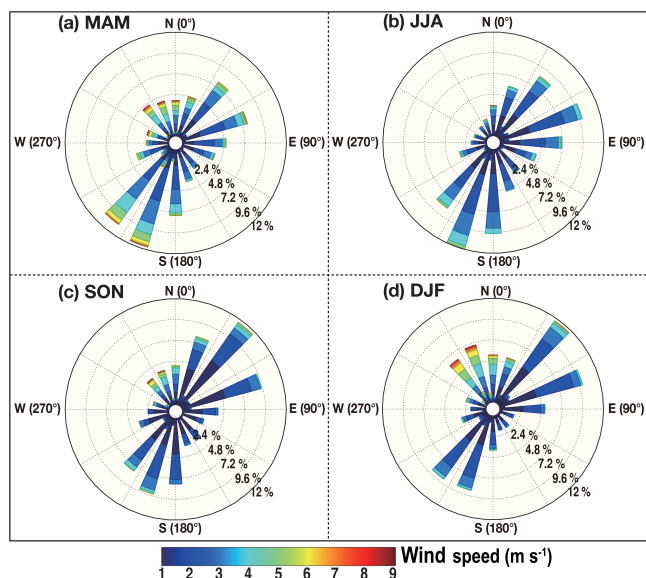 (a) MAM
N (0°)
W (270°)
E (90°)
S (180°)
2.4 %
4.8 %
7.2 %
9.6 %
12 %
(b) JJA
N (0°)
W (270°)
E (90°)
S (180°)
2.4 %
4.8 %
7.2 %
9.6 %
12 %
(c) SON
N (0°)
W (270°)
E (90°)
S (180°)
2.4 %
4.8 %
7.2 %
9.6 %
12 %
(d) DJF
N (0°)
W (270°)
E (90°)
S (180°)
2.4 %
4.8 %
7.2 %
9.6 %
12 %
Wind speed (m s⁻¹)
1 2 3 4 5 6 7 8 9